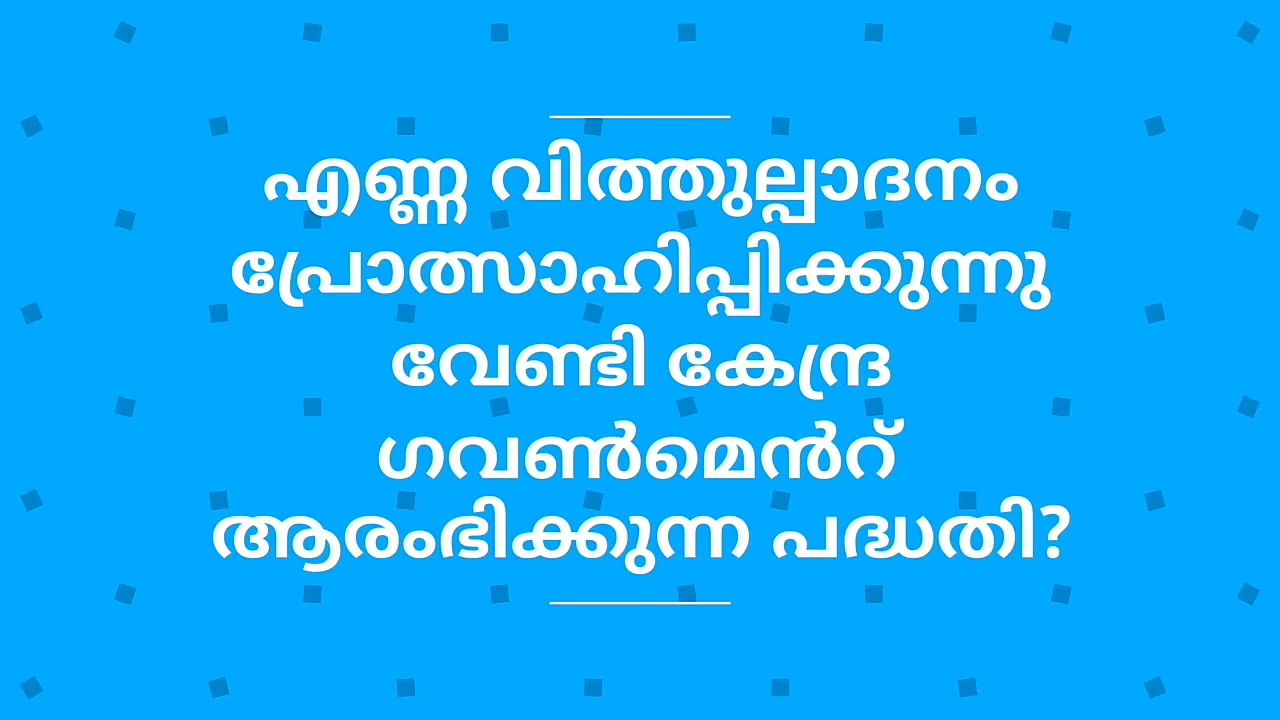 എണ്ണ വിത്തുല്പാദനം
പ്രോത്സാഹിപ്പിക്കുന്നു
വേണ്ടി കേന്ദ്ര
ഗവൺമെൻറ്
ആരംഭിക്കുന്ന പദ്ധതി?